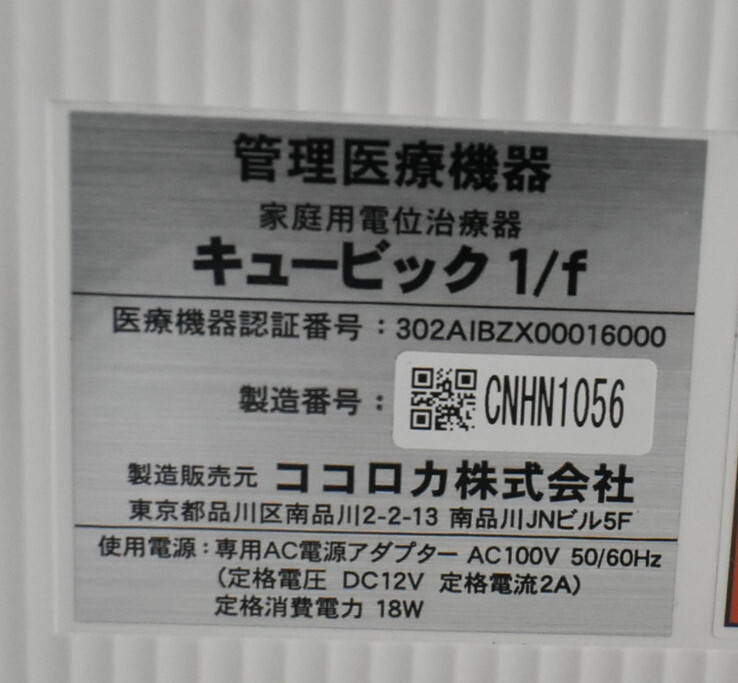 管理医療機器
家庭用電位治療器
キュービック 1/f
医療機器認証番号：302AIBZX00016000
製造番号：CNHN1056
製造販売元 ココロカ株式会社
東京都品川区南品川2-2-13 南品川JNビル5F
使用電源：専用AC電源アダプター AC100V 50/60Hz
（定格電圧 DC12V 定格電流2A）
定格消費電力 18W